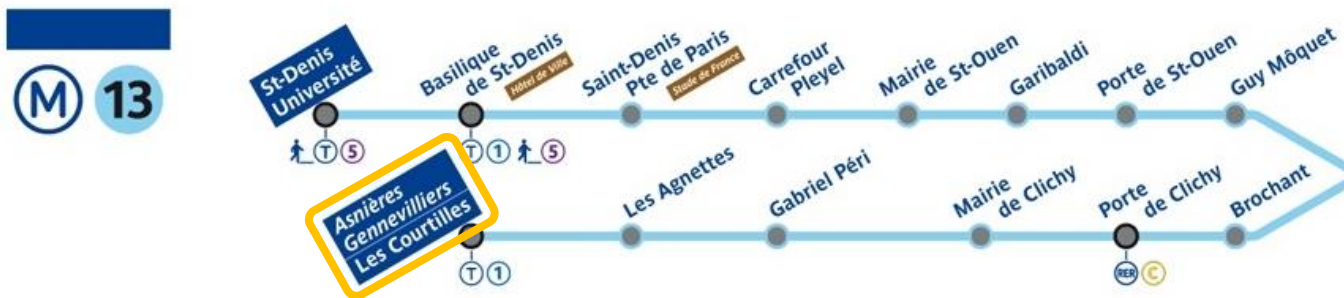 M 13
St-Denis
Université
Basilique
de St-Denis
Hôtel de Ville
Saint-Denis
Pte de Paris
Stade de France
Carrefour
Pleyel
Mairie
de St-Ouen
Garibaldi
Porte
de St-Ouen
Guy Môquet
T 5
T 1 5
Asnières
Gennevilliers
Les Courtilles
Les Agnettes
Gabriel Péri
Mairie
de Clichy
Porte
de Clichy
Brochant
T 1
RER C